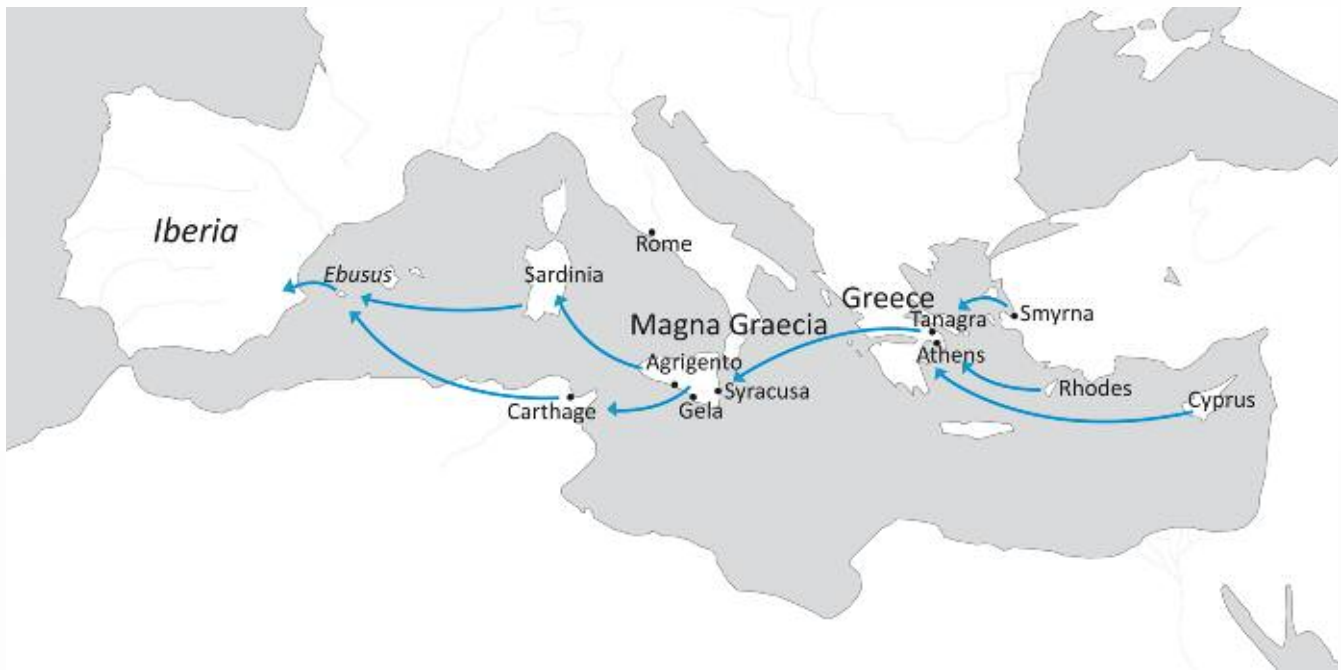 Iberia
Rome
Ebusus
Sardinia
Greece
Magna Graecia
Tanagra
Smyrna
Agrigento
Athens
Syracusa
Rhodes
Carthage
Gela
Cyprus